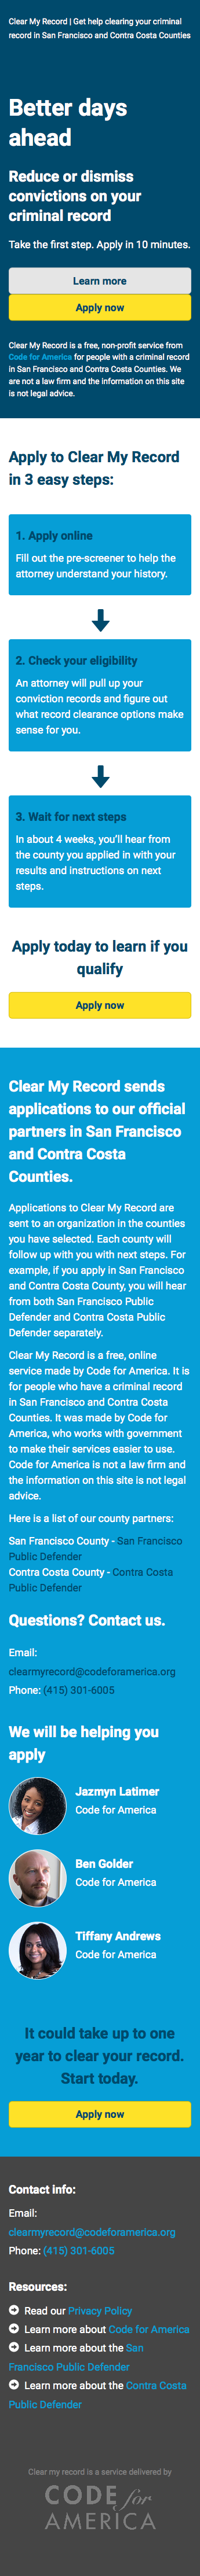 Clear My Record | Get help clearing your criminal
record in San Francisco and Contra Costa Counties
Better days
ahead
Reduce or dismiss
convictions on your
criminal record
Take the first step. Apply in 10 minutes.
Learn more
Apply now
Clear My Record is a free, non-profit service from
Code for America for people with a criminal record
in San Francisco and Contra Costa Counties. We
are not a law firm and the information on this site
is not legal advice.
Apply to Clear My Record
in 3 easy steps:
1. Apply online
Fill out the pre-screener to help the
attorney understand your history.
2. Check your eligibility
An attorney will pull up your
conviction records and figure out
what record clearance options make
sense for you.
3. Wait for next steps
In about 4 weeks, you'll hear from
the county you applied in with your
results and instructions on next
steps.
Apply today to learn if you
qualify
Apply now
Clear My Record sends
applications to our official
partners in San Francisco
and Contra Costa
Counties.
Applications to Clear My Record are
sent to an organization in the counties
you have selected. Each county will
follow up with you with next steps. For
example, if you apply in San Francisco
and Contra Costa County, you will hear
from both San Francisco Public
Defender and Contra Costa Public
Defender separately.
Clear My Record is a free, online
service made by Code for America. It is
for people who have a criminal record
in San Francisco and Contra Costa
Counties. It was made by Code for
America, who works with government
to make their services easier to use.
Code for America is not a law firm and
the information on this site is not legal
advice.
Here is a list of our county partners:
San Francisco County - San Francisco
Public Defender
Contra Costa County - Contra Costa
Public Defender
Questions? Contact us.
Email:
clearmyrecord@codeforamerica.org
Phone: (415) 301-6005
We will be helping you
apply
Jazmyn Latimer
Code for America
Ben Golder
Code for America
Tiffany Andrews
Code for America
It could take up to one
year to clear your record.
Start today.
Apply now
Contact info:
Email:
clearmyrecord@codeforamerica.org
Phone: (415) 301-6005
Resources:
Read our Privacy Policy
Learn more about Code for America
Learn more about the San
Francisco Public Defender
Learn more about the Contra Costa
Public Defender
Clear my record is a service delivered by
CODE for
AMERICA